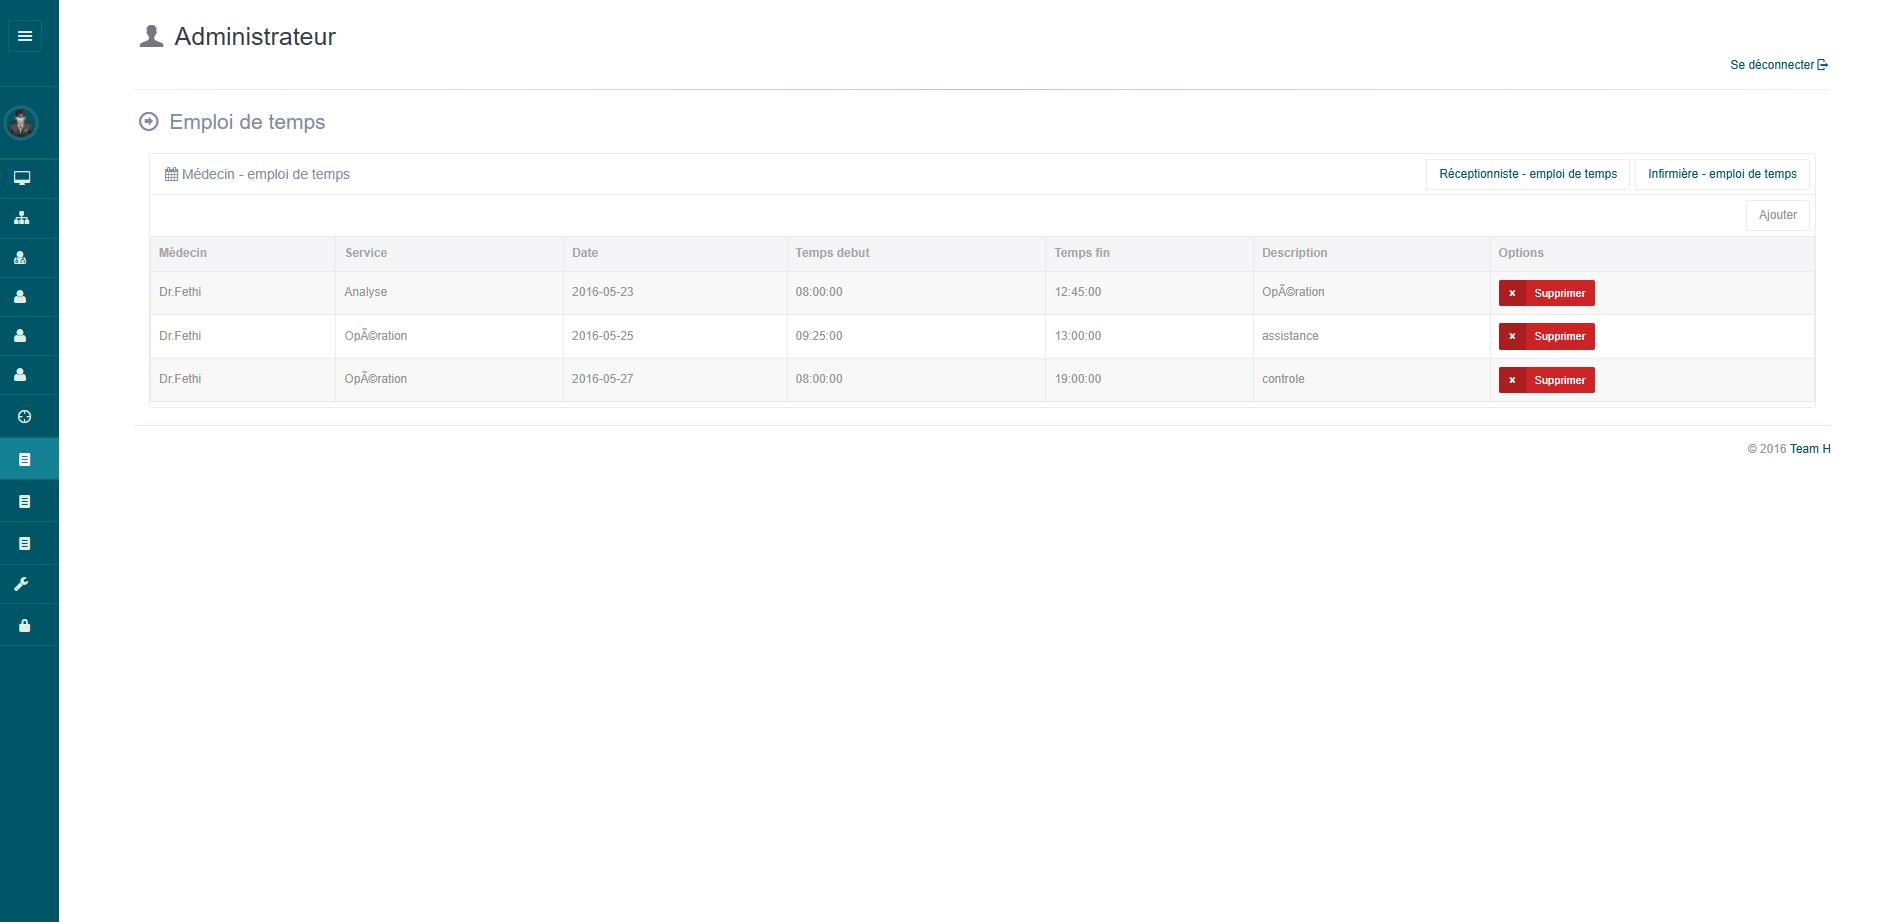 Administrateur
Se déconnecter
Emploi de temps
Médecin - emploi de temps
Réceptionniste - emploi de temps
Infirmière - emploi de temps
Ajouter
Médecin Service Date Temps debut Temps fin Description Options
Dr.Fethi Analyse 2016-05-23 08:00:00 12:45:00 OpÃ©ration x Supprimer
Dr.Fethi OpÃ©ration 2016-05-25 09:25:00 13:00:00 assistance x Supprimer
Dr.Fethi OpÃ©ration 2016-05-27 08:00:00 19:00:00 controle x Supprimer
© 2016 Team H